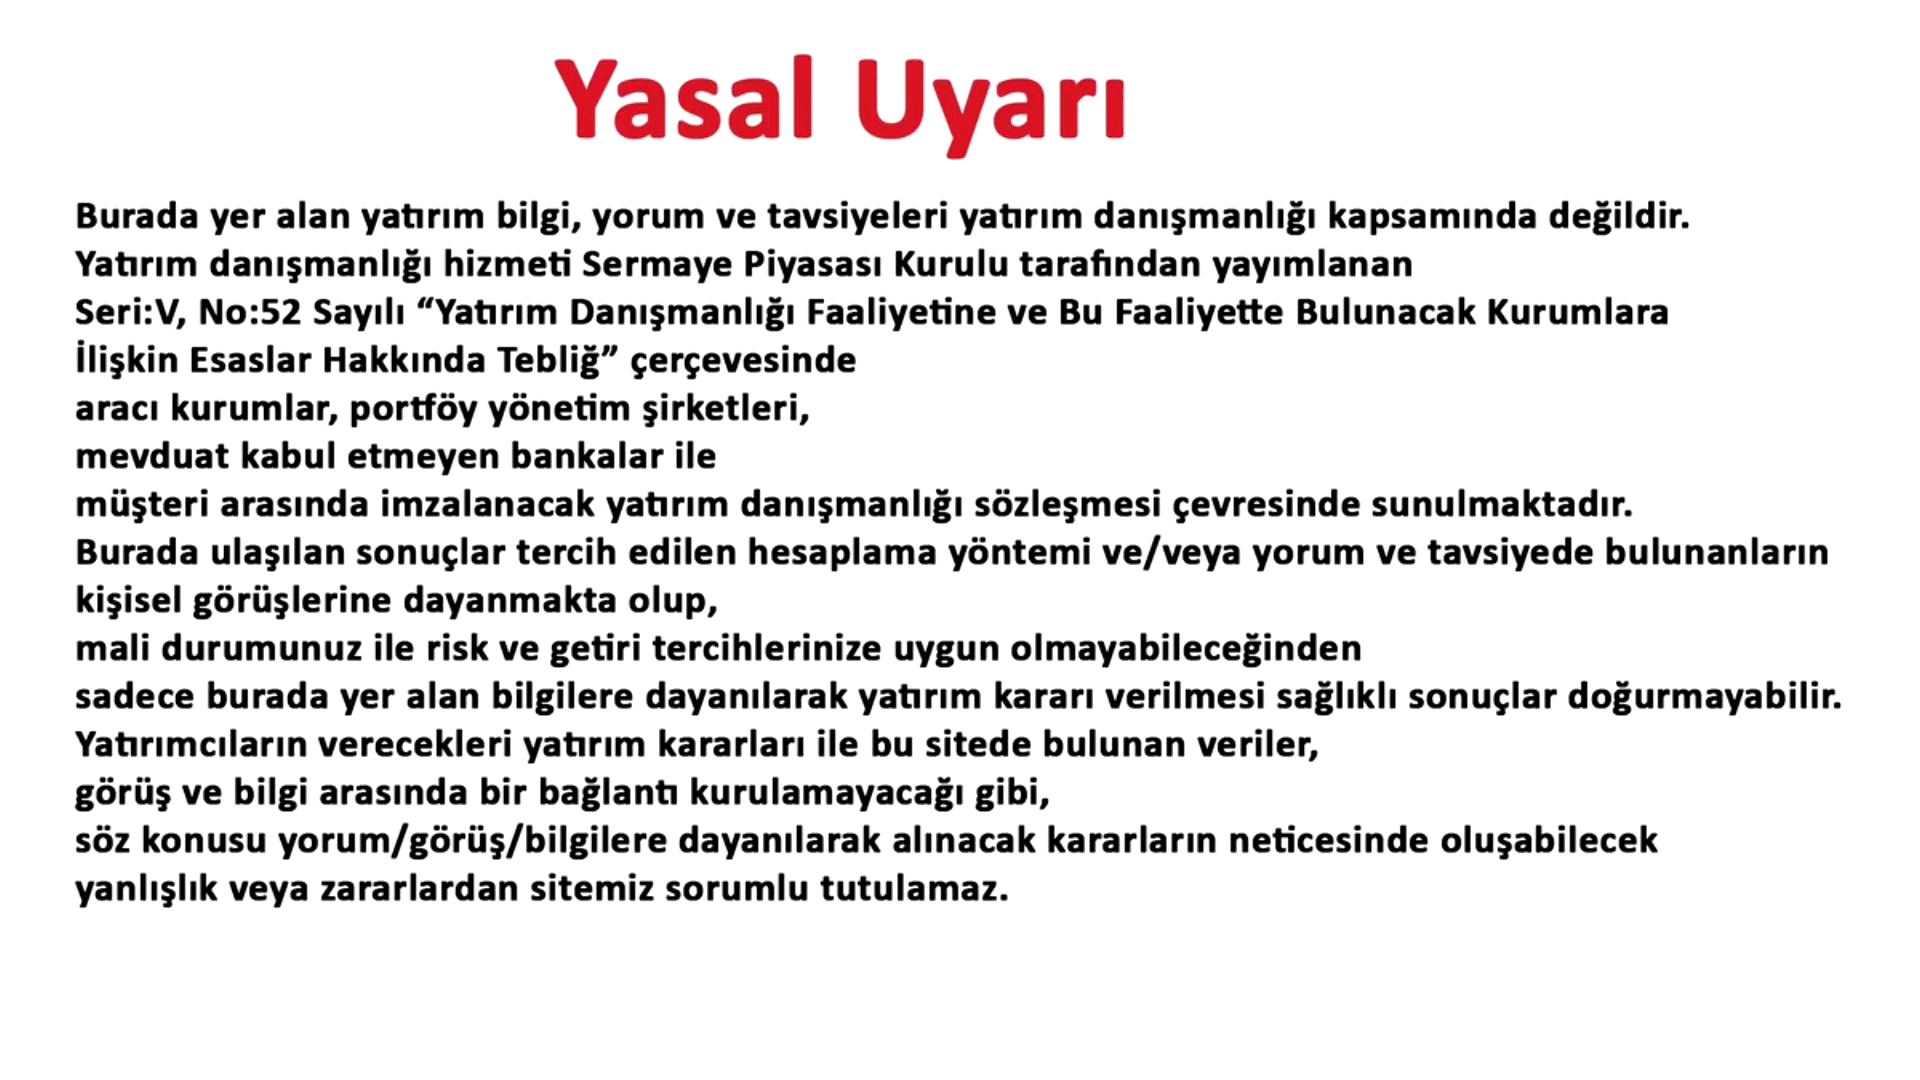 Yasal Uyarı
Burada yer alan yatırım bilgi, yorum ve tavsiyeleri yatırım danışmanlığı kapsamında değildir.
Yatırım danışmanlığı hizmeti Sermaye Piyasası Kurulu tarafından yayımlanan
Seri:V, No:52 Sayılı “Yatırım Danışmanlığı Faaliyetine ve Bu Faaliyette Bulunacak Kurumlara
İlişkin Esaslar Hakkında Tebliğ” çerçevesinde
aracı kurumlar, portföy yönetim şirketleri,
mevduat kabul etmeyen bankalar ile
müşteri arasında imzalanacak yatırım danışmanlığı sözleşmesi çevresinde sunulmaktadır.
Burada ulaşılan sonuçlar tercih edilen hesaplama yöntemi ve/veya yorum ve tavsiyede bulunanların
kişisel görüşlerine dayanmakta olup,
mali durumunuz ile risk ve getiri tercihlerinize uygun olmayabileceğinden
sadece burada yer alan bilgilere dayanılarak yatırım kararı verilmesi sağlıklı sonuçlar doğurmayabilir.
Yatırımcıların verecekleri yatırım kararları ile bu sitede bulunan veriler,
görüş ve bilgi arasında bir bağlantı kurulamayacağı gibi,
söz konusu yorum/görüş/bilgilere dayanılarak alınacak kararların neticesinde oluşabilecek
yanlışlık veya zararlardan sitemiz sorumlu tutulamaz.